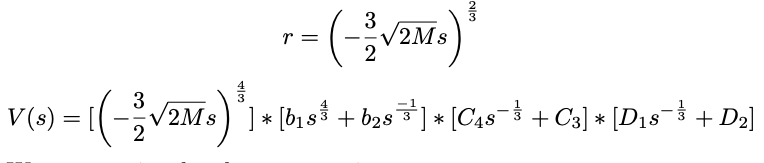 r = \left(-\frac{3}{2}\sqrt{2M}s\right)^{\frac{2}{3}}
V(s) = [\left(-\frac{3}{2}\sqrt{2M}s\right)^{\frac{4}{3}}] * [b_1 s^{\frac{4}{3}} + b_2 s^{\frac{-1}{3}}] * [C_4 s^{-\frac{1}{3}} + C_3] * [D_1 s^{-\frac{1}{3}} + D_2]